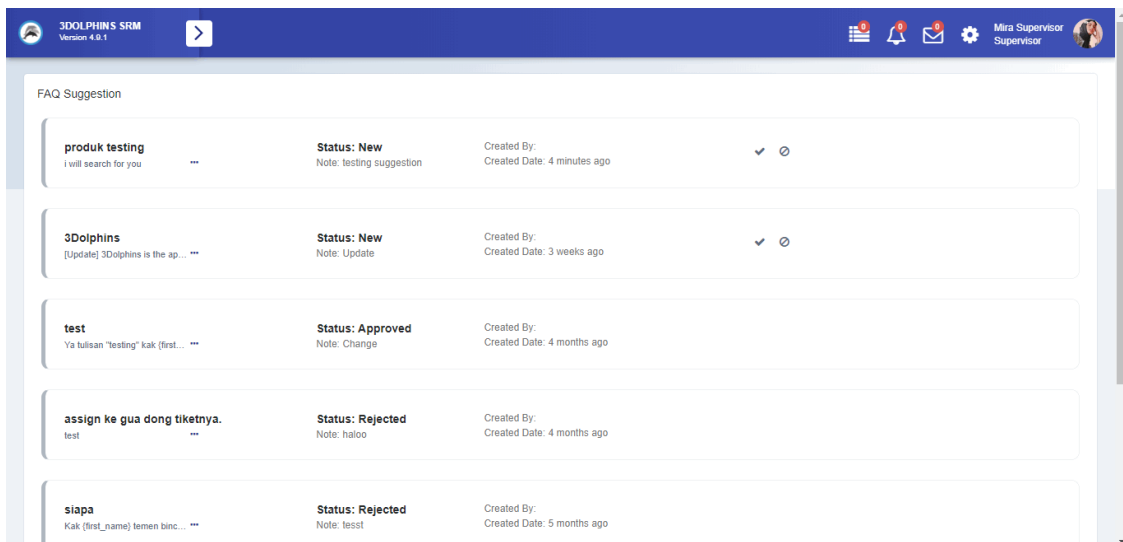 3DOLPHINS SRM
Version 4.9.1
0
0
0
Mira Supervisor
Supervisor
FAQ Suggestion
produk testing
i will search for you
Status: New
Note: testing suggestion
Created By:
Created Date: 4 minutes ago
3Dolphins
[Update] 3Dolphins is the ap...
Status: New
Note: Update
Created By:
Created Date: 3 weeks ago
test
Ya tulisan "testing" kak {first...
Status: Approved
Note: Change
Created By:
Created Date: 4 months ago
assign ke gua dong tiketnya.
test
Status: Rejected
Note: haloo
Created By:
Created Date: 4 months ago
siapa
Kak {first_name} temen binc...
Status: Rejected
Note: tesst
Created By:
Created Date: 5 months ago